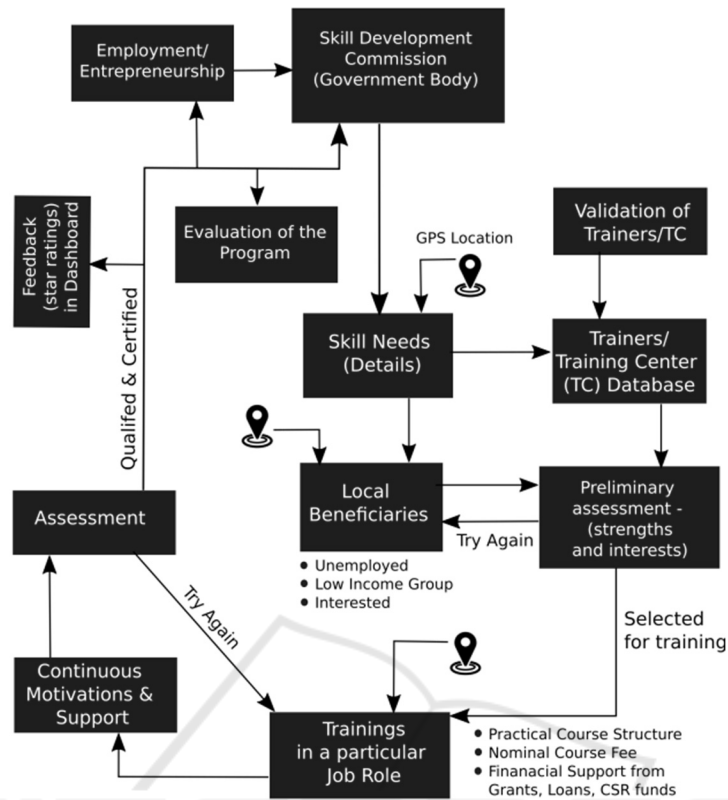 Employment/
Entrepreneurship
Skill Development
Commission
(Government Body)
Feedback
(star ratings)
in Dashboard
Evaluation of the
Program
GPS Location
Validation of
Trainers/TC
Qualifed & Certified
Skill Needs
(Details)
Trainers/
Training Center
(TC) Database
Assessment
Local
Beneficiaries
Preliminary
assessment -
(strengths
and interests)
Try Again
● Unemployed
● Low Income Group
● Interested
Try Again
Selected
for training
Continuous
Motivations &
Support
Trainings
in a particular
Job Role
● Practical Course Structure
● Nominal Course Fee
● Finanacial Support from
Grants, Loans, CSR funds